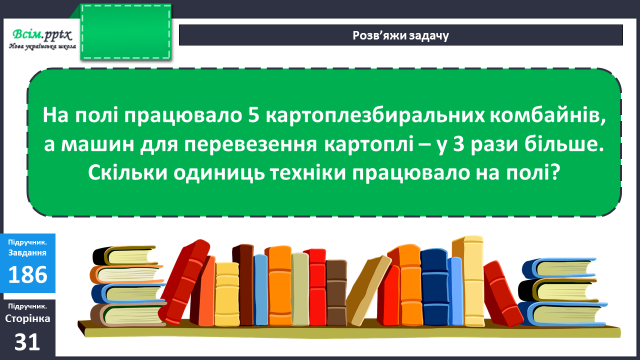 Всім.pptx
Нова українська школа
Розв'яжи задачу
На полі працювало 5 картоплезбиральних комбайнів,
а машин для перевезення картоплі – у 3 рази більше.
Скільки одиниць техніки працювало на полі?
Підручник.
Завдання
186
Підручник.
Сторінка
31